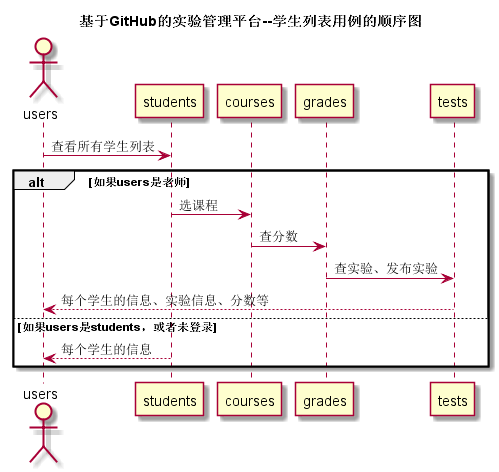 基于GitHub的实验管理平台--学生列表用例的顺序图
users
students
courses
grades
tests
查看所有学生列表
alt
[如果users是老师]
选课程
查分数
查实验、发布实验
每个学生的信息、实验信息、分数等
[如果users是students，或者未登录]
每个学生的信息
users
students
courses
grades
tests